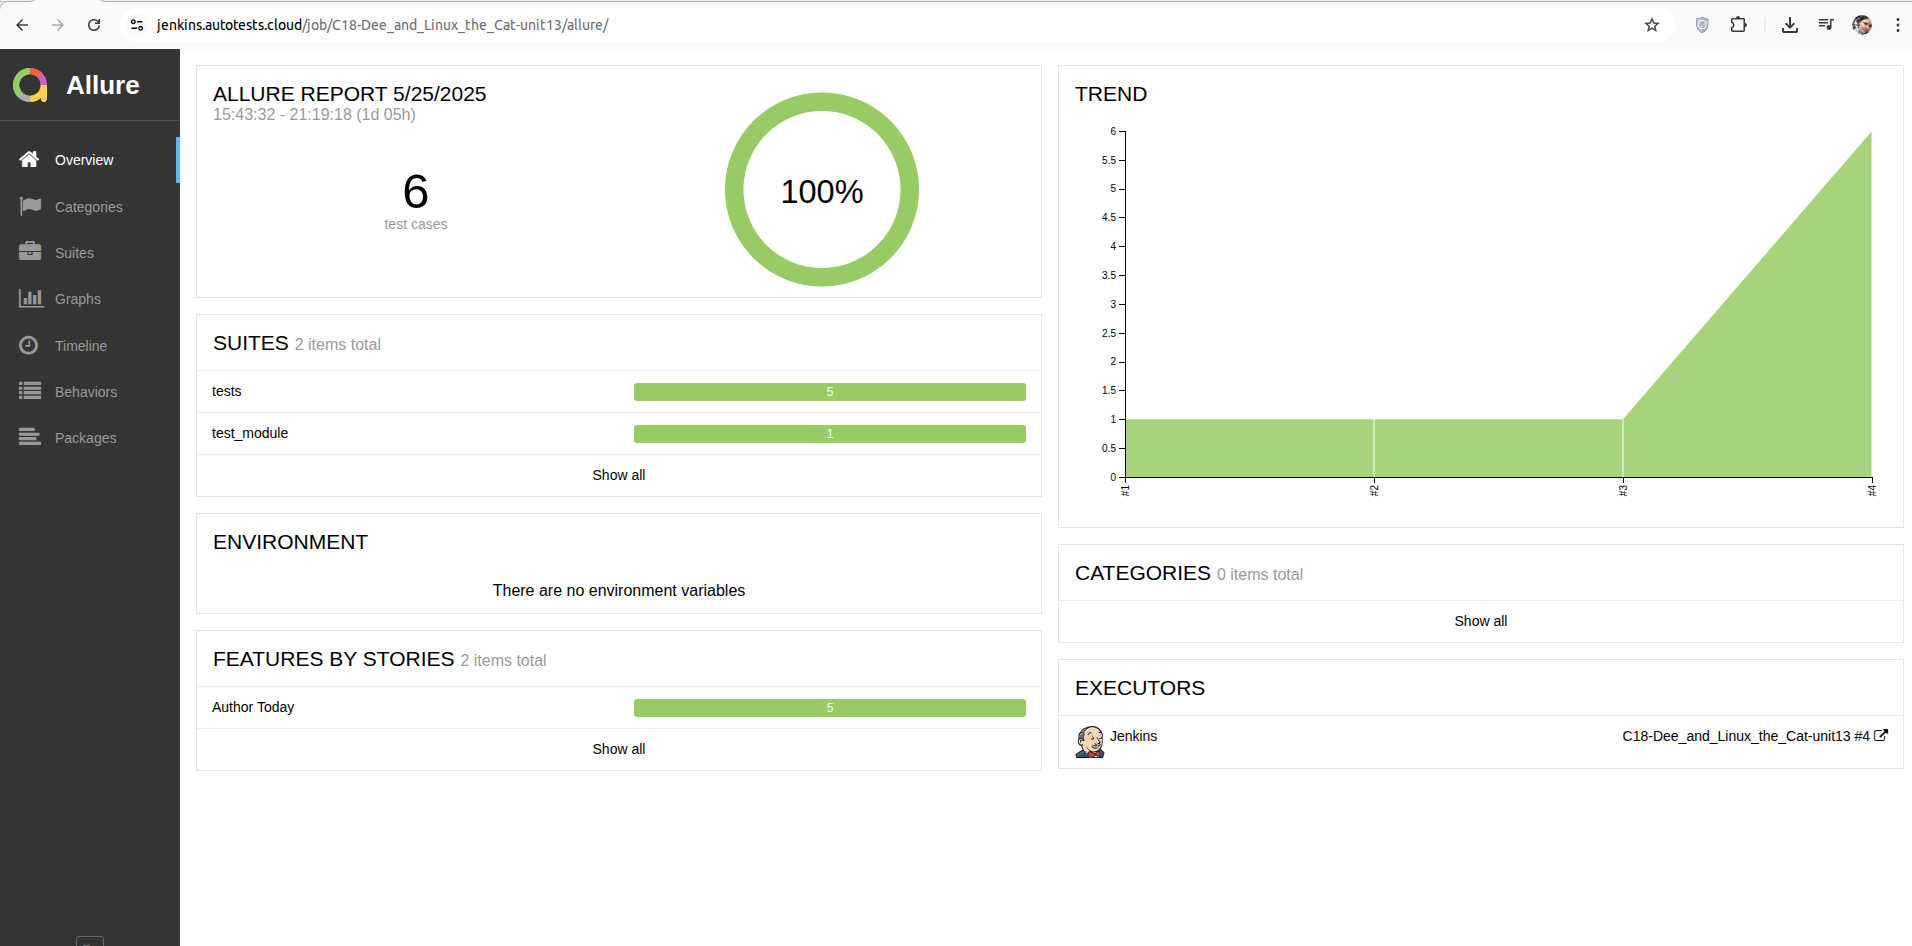 jenkins.autotests.cloud/job/C18-Dee_and_Linux_the_Cat-unit13/allure/
Allure
Overview
Categories
Suites
Graphs
Timeline
Behaviors
Packages
ALLURE REPORT 5/25/2025
15:43:32 - 21:19:18 (1d 05h)
6
test cases
100%
SUITES 2 items total
tests 5
test_module 1
Show all
ENVIRONMENT
There are no environment variables
FEATURES BY STORIES 2 items total
Author Today 5
Show all
TREND
6
5.5
5
4.5
4
3.5
3
2.5
2
1.5
1
0.5
0
#1
#2
#3
#4
CATEGORIES 0 items total
Show all
EXECUTORS
Jenkins C18-Dee_and_Linux_the_Cat-unit13 #4